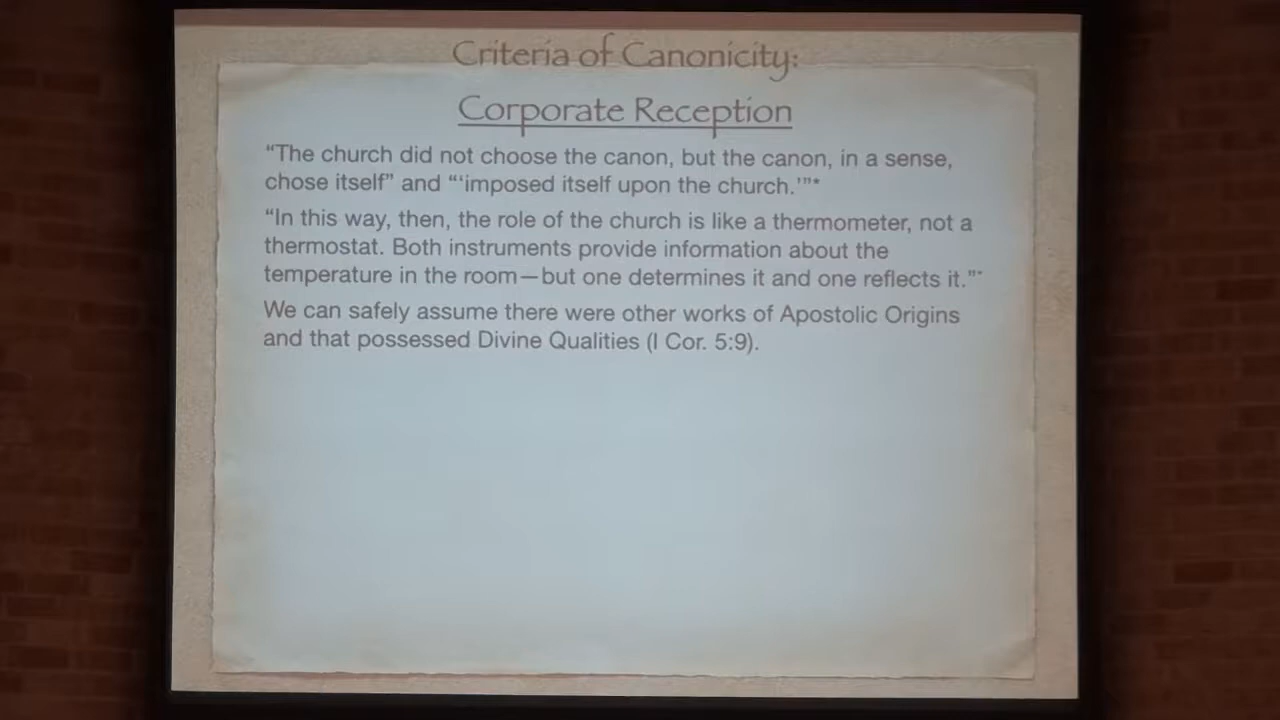 Criteria of Canonicity:
Corporate Reception
“The church did not choose the canon, but the canon, in a sense,
chose itself” and “‘imposed itself upon the church.’”*
“In this way, then, the role of the church is like a thermometer, not a
thermostat. Both instruments provide information about the
temperature in the room—but one determines it and one reflects it.”*
We can safely assume there were other works of Apostolic Origins
and that possessed Divine Qualities (I Cor. 5:9).